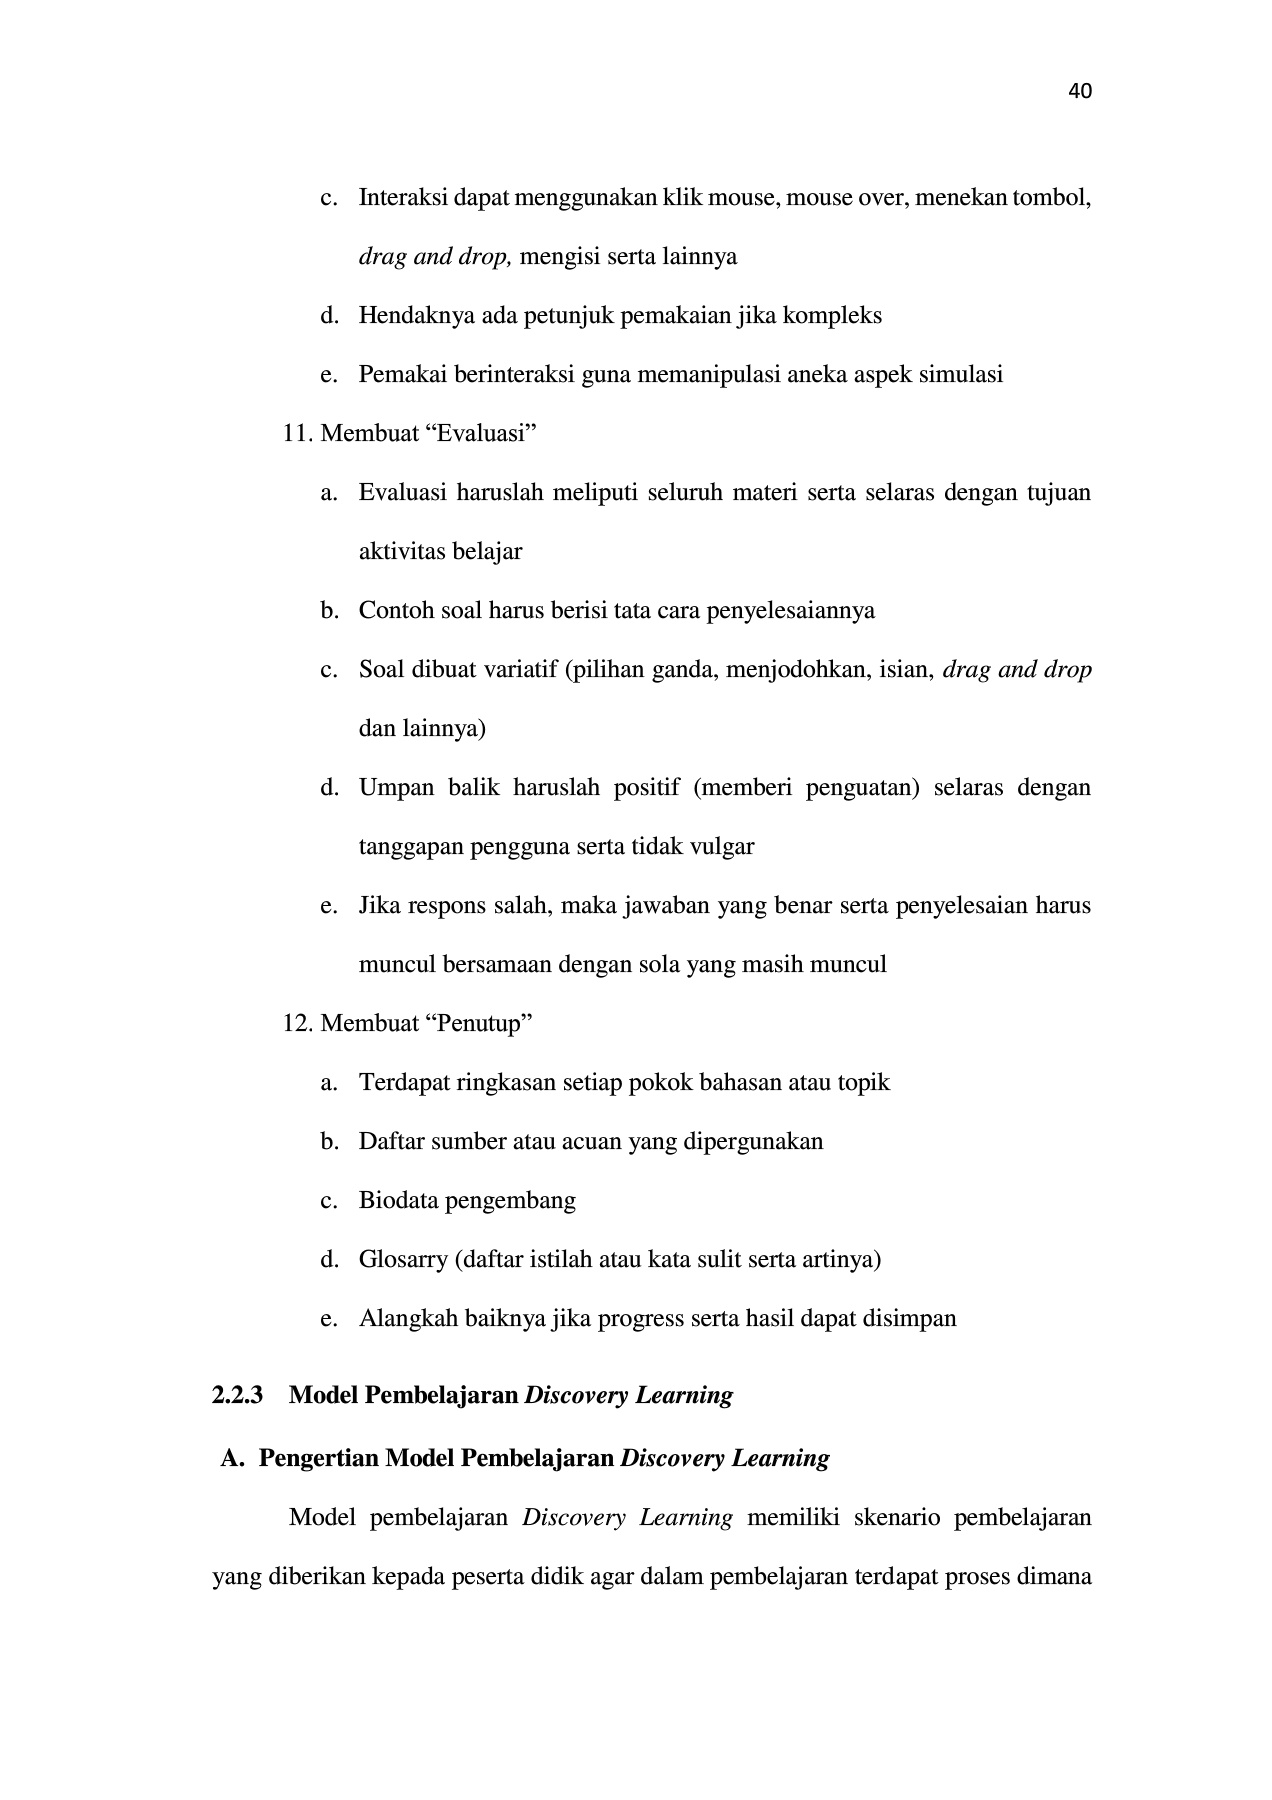 40
c. Interaksi dapat menggunakan klik mouse, mouse over, menekan tombol,
drag and drop, mengisi serta lainnya
d. Hendaknya ada petunjuk pemakaian jika kompleks
e. Pemakai berinteraksi guna memanipulasi aneka aspek simulasi
11. Membuat “Evaluasi”
a. Evaluasi haruslah meliputi seluruh materi serta selaras dengan tujuan
aktivitas belajar
b. Contoh soal harus berisi tata cara penyelesaiannya
c. Soal dibuat variatif (pilihan ganda, menjodohkan, isian, drag and drop
dan lainnya)
d. Umpan balik haruslah positif (memberi penguatan) selaras dengan
tanggapan pengguna serta tidak vulgar
e. Jika respons salah, maka jawaban yang benar serta penyelesaian harus
muncul bersamaan dengan sola yang masih muncul
12. Membuat “Penutup”
a. Terdapat ringkasan setiap pokok bahasan atau topik
b. Daftar sumber atau acuan yang dipergunakan
c. Biodata pengembang
d. Glosarry (daftar istilah atau kata sulit serta artinya)
e. Alangkah baiknya jika progress serta hasil dapat disimpan
2.2.3 Model Pembelajaran Discovery Learning
A. Pengertian Model Pembelajaran Discovery Learning
Model pembelajaran Discovery Learning memiliki skenario pembelajaran
yang diberikan kepada peserta didik agar dalam pembelajaran terdapat proses dimana